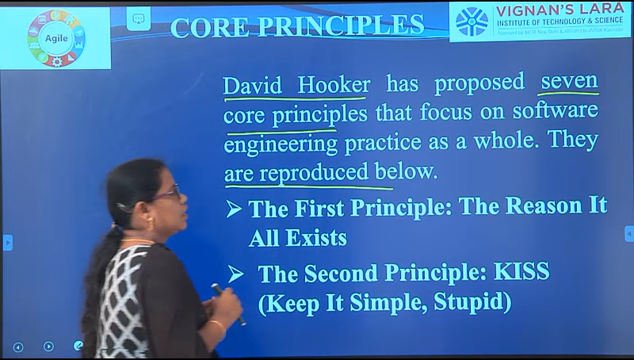 Agile
CORE PRINCIPLES
VIGNAN'S LARA
INSTITUTE OF TECHNOLOGY & SCIENCE
David Hooker has proposed seven
core principles that focus on software
engineering practice as a whole. They
are reproduced below.
➢ The First Principle: The Reason It
All Exists
➢ The Second Principle: KISS
(Keep It Simple, Stupid)